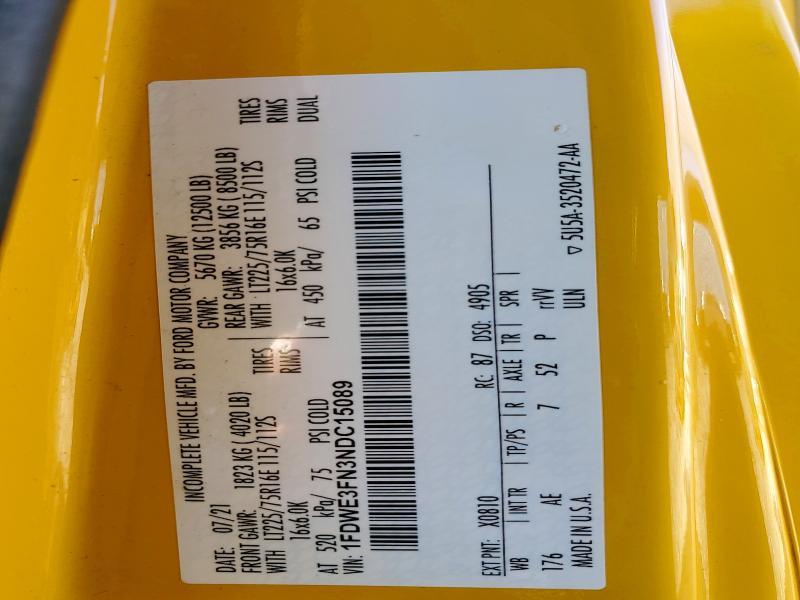 INCOMPLETE VEHICLE MFD. BY FORD MOTOR COMPANY
DATE: 07/21 GVWR: 5670 KG (12500 LB)
FRONT GAWR: 1823 KG ( 4020 LB) REAR GAWR: 3856 KG ( 8500 LB)
WITH LT225/75R16E 115/112S TIRES WITH · LT225/75R16E 115/112S TIRES
16x6.0K RIMS 16x6.0K RIMS
AT 520 kPa/ 75 PSI COLD AT 450 kPa/ 65 PSI COLD DUAL
VIN: 1FDWE3FN3NDC15089
EXT PNT: X0810 RC: 87 DSO: 4905
WB | INT TR | TP/PS | R | AXLE | TR | SPR |
176 AE 7 52 P rrVV
MADE IN U.S.A. ULN
▽ 5U5A-3520472-AA